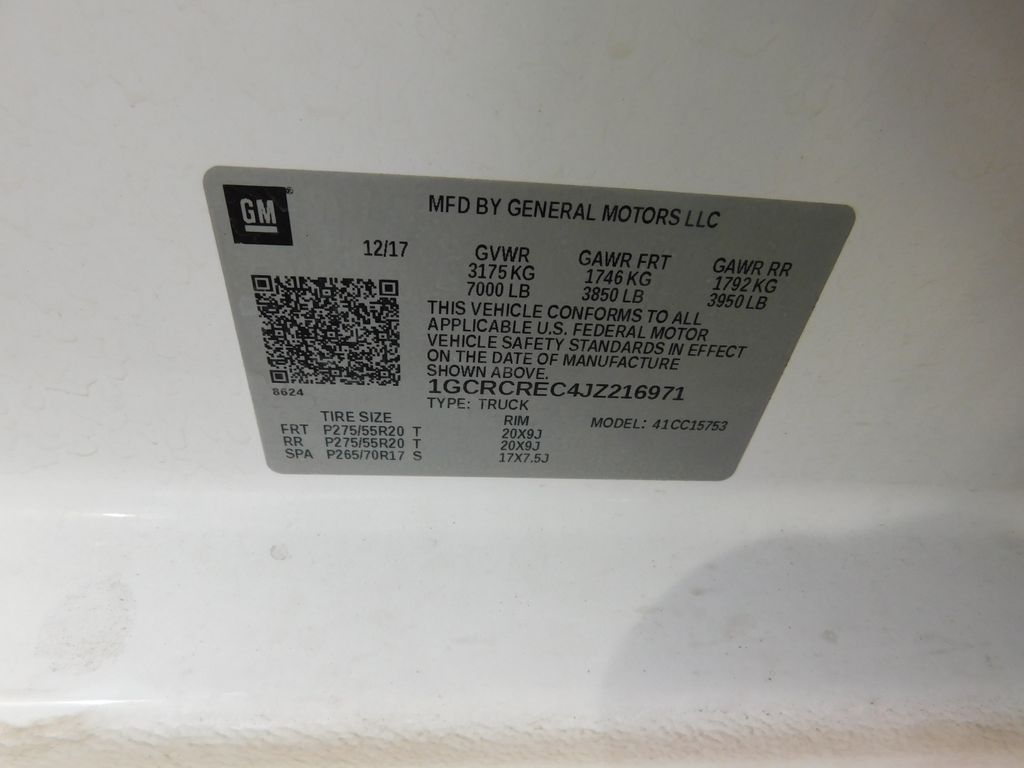 GM
MFD BY GENERAL MOTORS LLC
12/17 GVWR GAWR FRT GAWR RR
3175 KG 1746 KG 1792 KG
7000 LB 3850 LB 3950 LB
THIS VEHICLE CONFORMS TO ALL
APPLICABLE U.S. FEDERAL MOTOR
VEHICLE SAFETY STANDARDS IN EFFECT
ON THE DATE OF MANUFACTURE
SHOWN ABOVE.
8624 1GCRCREC4JZ216971
TYPE: TRUCK
TIRE SIZE RIM MODEL: 41CC15753
FRT P275/55R20 T 20X9J
RR P275/55R20 T 20X9J
SPA P265/70R17 S 17X7.5J